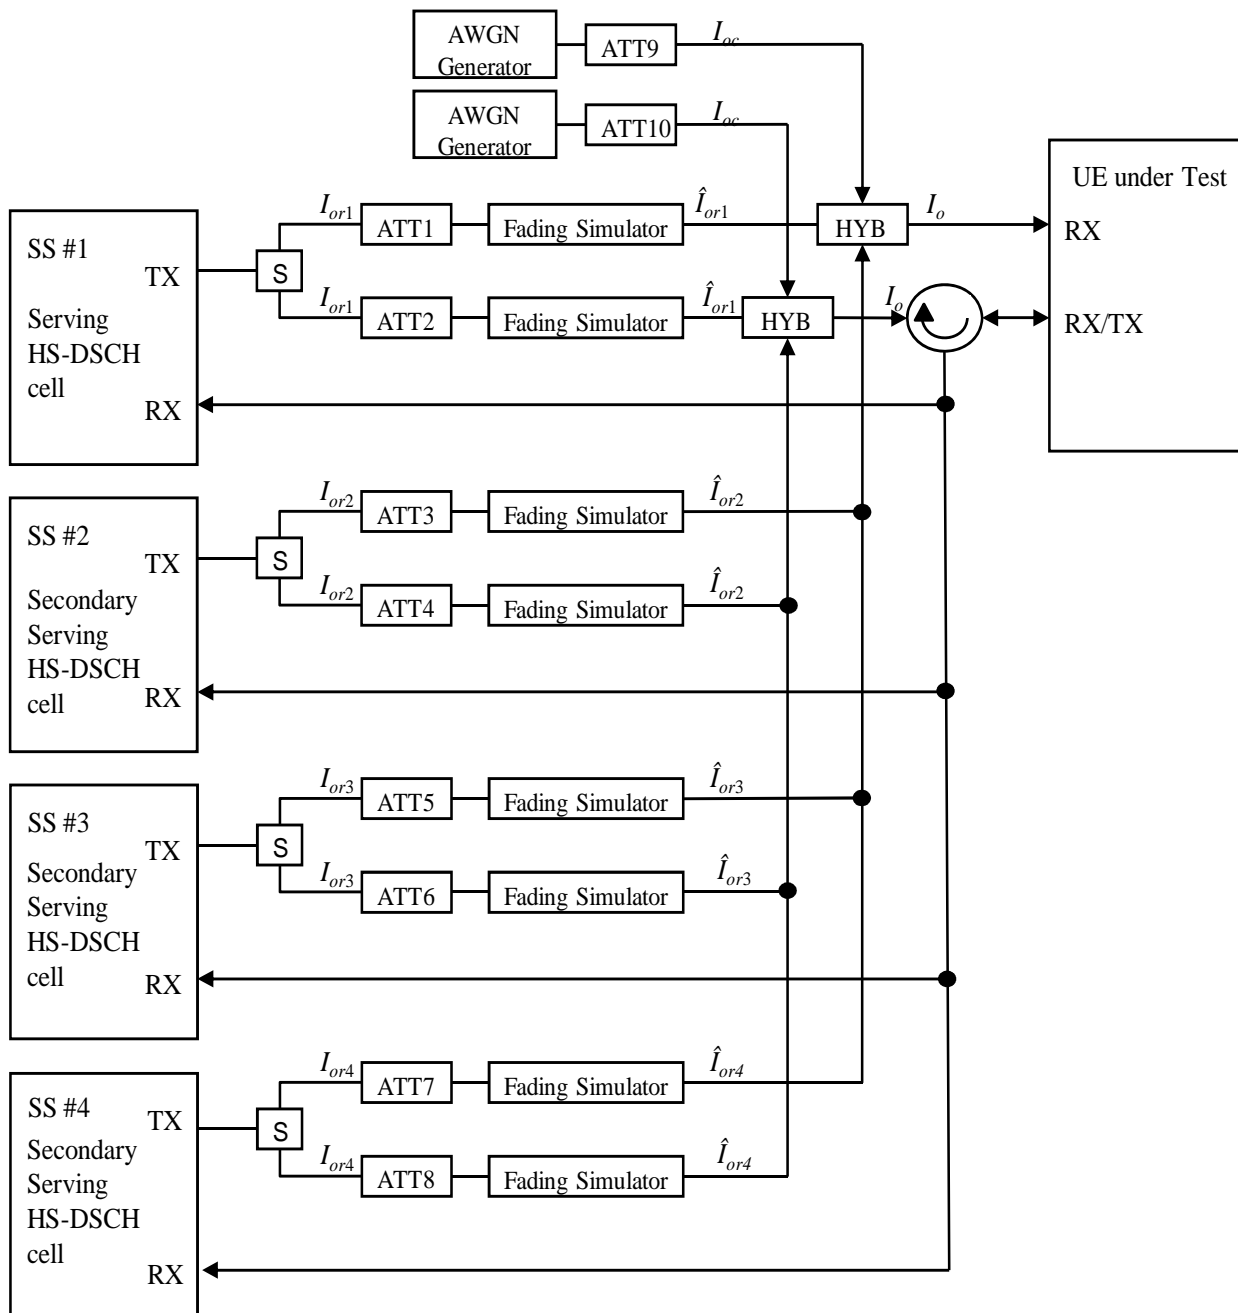 AWGN
Generator
ATT9
I_oc
AWGN
Generator
ATT10
I_oc
UE under Test
RX
RX/TX
SS #1
TX
Serving
HS-DSCH
cell
RX
S
I_or1
ATT1
Fading Simulator
Î_or1
HYB
I_o
I_or1
ATT2
Fading Simulator
Î_or1
HYB
I_o
SS #2
TX
Secondary
Serving
HS-DSCH
cell
RX
S
I_or2
ATT3
Fading Simulator
Î_or2
I_or2
ATT4
Fading Simulator
Î_or2
SS #3
TX
Secondary
Serving
HS-DSCH
cell
RX
S
I_or3
ATT5
Fading Simulator
Î_or3
I_or3
ATT6
Fading Simulator
Î_or3
SS #4
TX
Secondary
Serving
HS-DSCH
cell
RX
S
I_or4
ATT7
Fading Simulator
Î_or4
I_or4
ATT8
Fading Simulator
Î_or4